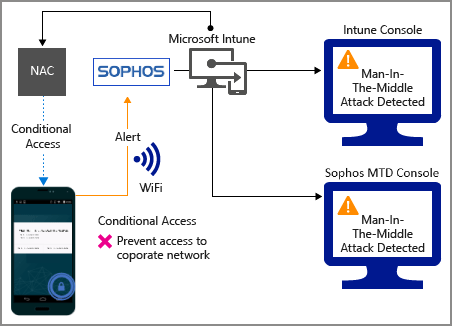 Microsoft Intune
Intune Console
NAC
SOPHOS
Man-In-
The-Middle
Attack Detected
Conditional
Access
Alert
WiFi
Sophos MTD Console
Man-In-
The-Middle
Attack Detected
Conditional Access
Prevent access to
coporate network